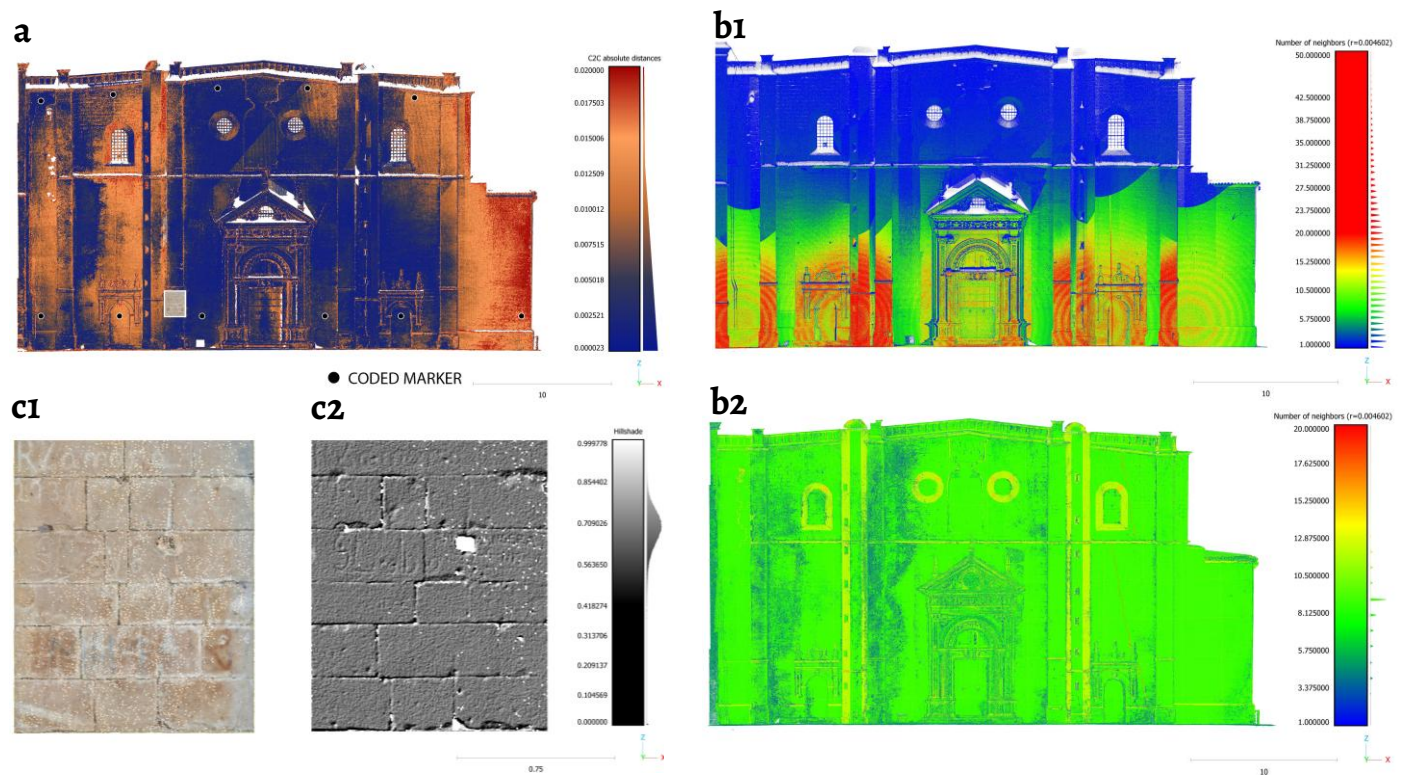 a
C2C absolute distances
0.020000
0.017503
0.015006
0.012509
0.010012
0.007515
0.005018
0.002521
0.000023
● CODED MARKER
10
Z
Y X
b1
Number of neighbors (r=0.004602)
50.000000
42.500000
38.750000
35.000000
31.250000
27.500000
23.750000
20.000000
15.250000
12.500000
9.500000
5.750000
1.000000
Z
Y X
10
c1
c2
Hillshade
0.999778
0.854402
0.709026
0.563650
0.418274
0.313706
0.209137
0.104569
0.000000
Z
Y X
0.75
b2
Number of neighbors (r=0.004602)
20.000000
17.625000
15.250000
12.875000
10.500000
8.125000
5.750000
3.375000
1.000000
Z
Y X
10